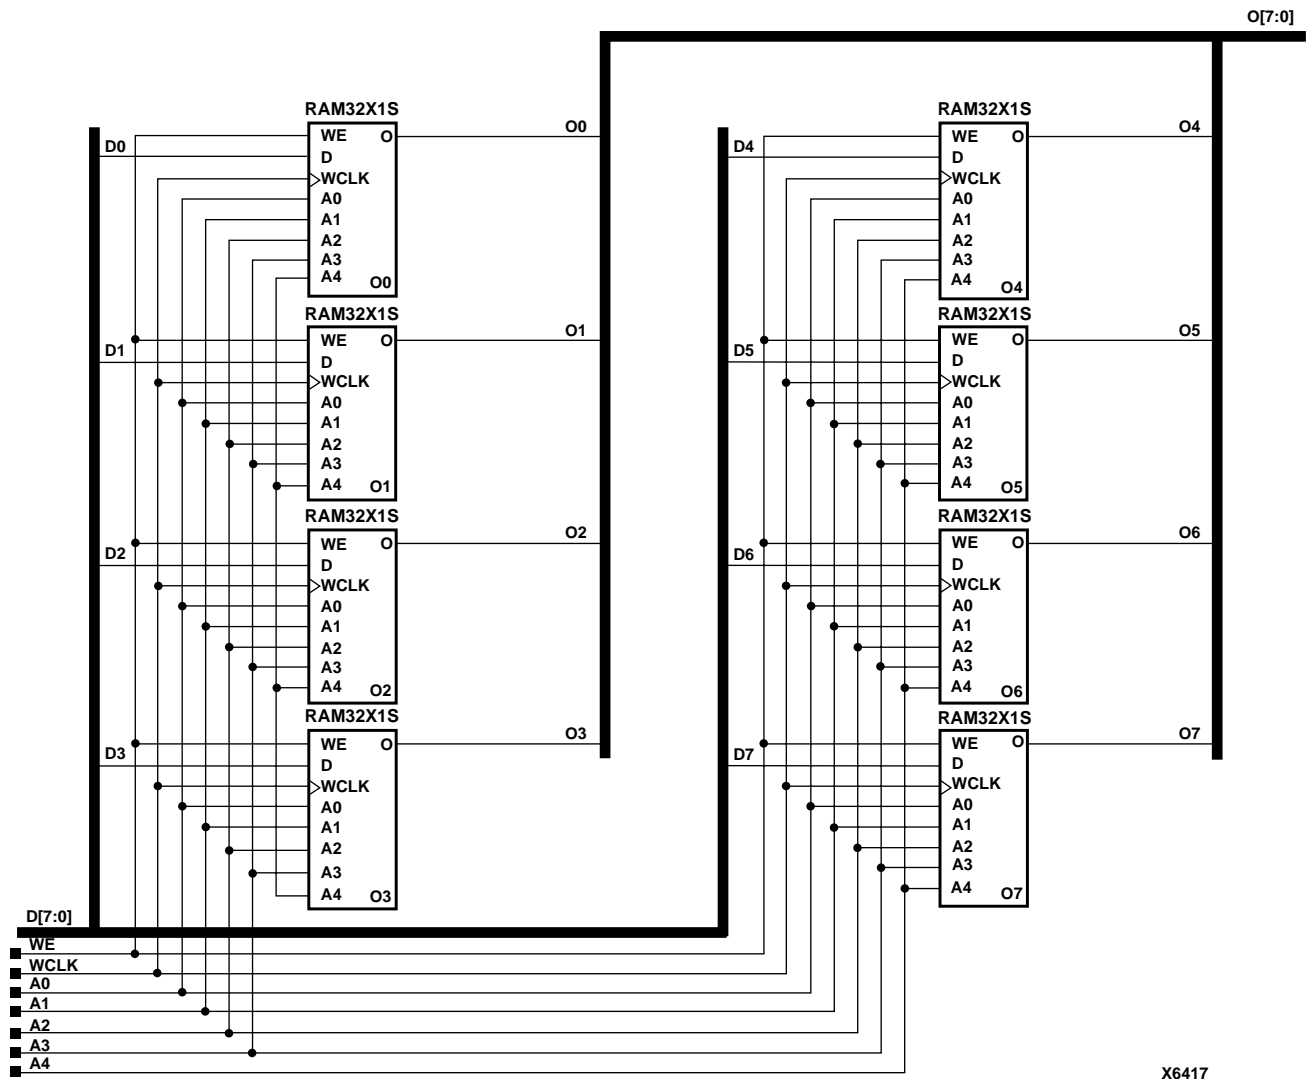 O[7:0]
RAM32X1S
WE O
D
WCLK
A0
A1
A2
A3
A4
O0
D0
O0
RAM32X1S
WE O
D
WCLK
A0
A1
A2
A3
A4
O1
D1
O1
RAM32X1S
WE O
D
WCLK
A0
A1
A2
A3
A4
O2
D2
O2
RAM32X1S
WE O
D
WCLK
A0
A1
A2
A3
A4
O3
D3
O3
RAM32X1S
WE O
D
WCLK
A0
A1
A2
A3
A4
O4
D4
O4
RAM32X1S
WE O
D
WCLK
A0
A1
A2
A3
A4
O5
D5
O5
RAM32X1S
WE O
D
WCLK
A0
A1
A2
A3
A4
O6
D6
O6
RAM32X1S
WE O
D
WCLK
A0
A1
A2
A3
A4
O7
D7
O7
D[7:0]
WE
WCLK
A0
A1
A2
A3
A4
X6417